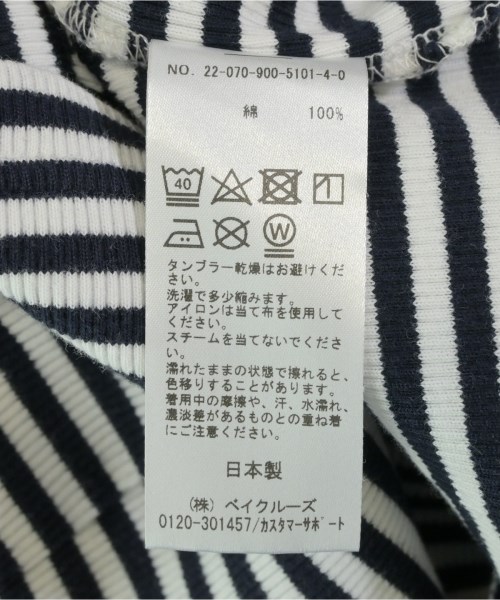 NO. 22-070-900-5101-4-0
綿 100%
40
W
タンブラー乾燥はお避けくだ
さい。
洗濯で多少縮みます。
アイロンは当て布を使用して
ください。
スチームを当てないでくださ
い。
濡れたままの状態で擦れると、
色移りすることがあります。
着用中の摩擦や、汗、水濡れ、
濃淡差があるものとの重ね着
にご注意ください。
日本製
(株) ベイクルーズ
0120-301457/カスタマーサポート